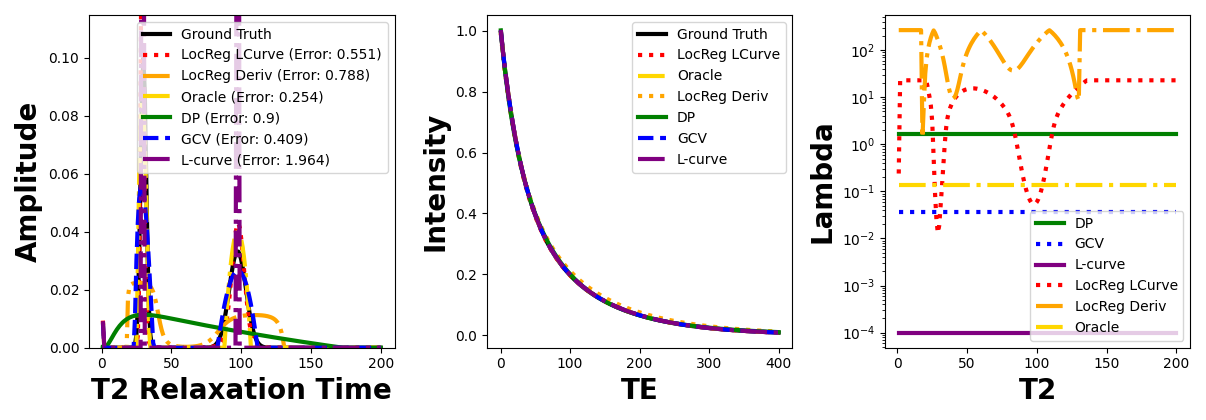 Amplitude
0.10
0.08
0.06
0.04
0.02
0.00
Ground Truth
LocReg LCurve (Error: 0.551)
LocReg Deriv (Error: 0.788)
Oracle (Error: 0.254)
DP (Error: 0.9)
GCV (Error: 0.409)
L-curve (Error: 1.964)
0 50 100 150 200
T2 Relaxation Time
Intensity
1.0
0.8
0.6
0.4
0.2
0.0
Ground Truth
LocReg LCurve
Oracle
LocReg Deriv
DP
GCV
L-curve
0 100 200 300 400
TE
Lambda
10²
10¹
10⁰
10⁻¹
10⁻²
10⁻³
10⁻⁴
DP
GCV
L-curve
LocReg LCurve
LocReg Deriv
Oracle
0 50 100 150 200
T2